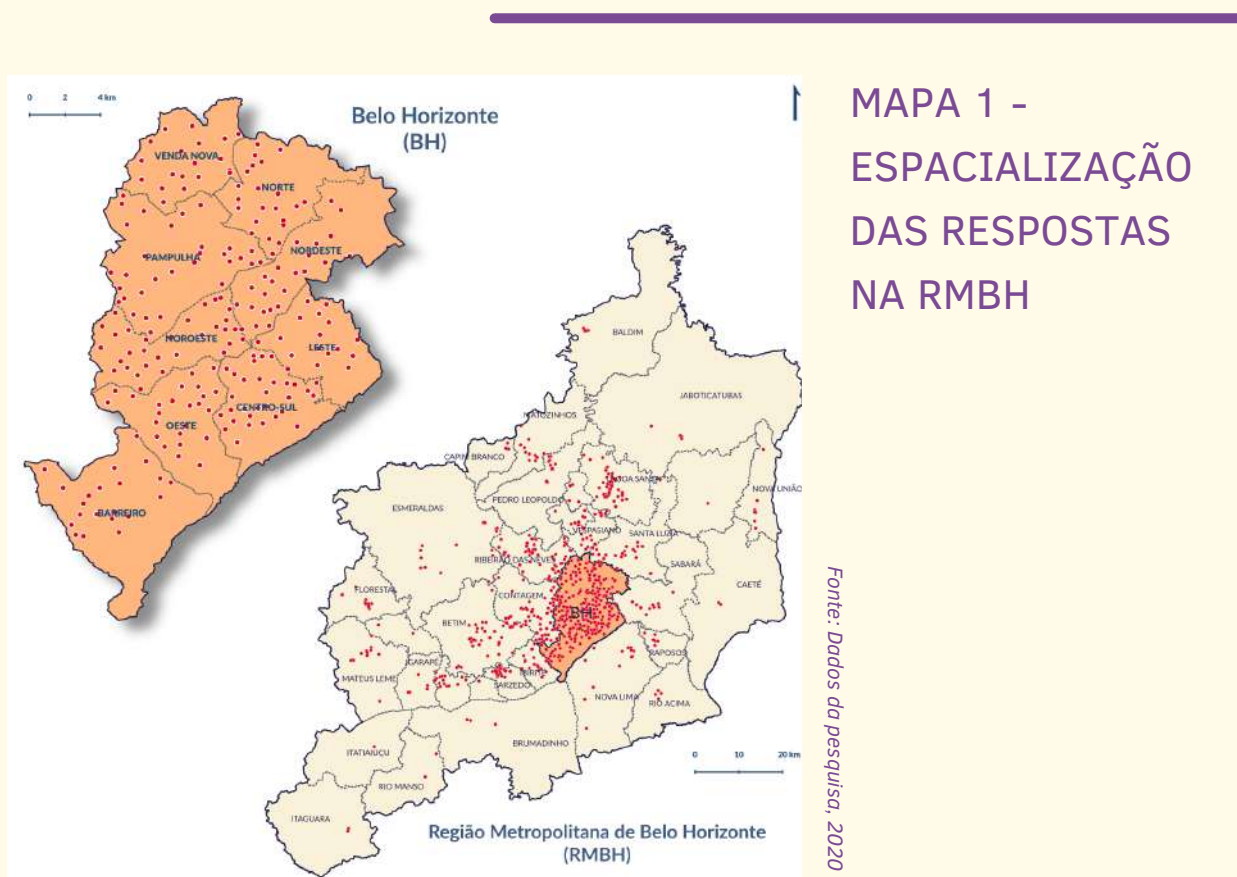 MAPA 1 -
ESPACIALIZAÇÃO
DAS RESPOSTAS
NA RMBH
0 2 4 km
Belo Horizonte
(BH)
VENDA NOVA
NORTE
NORDESTE
PAMPULHA
NOROESTE
LESTE
CENTRO-SUL
OESTE
BARREIRO
BALDIM
JABOTICATUBAS
MATOZINHOS
CAPIM BRANCO
LAGOA SANTA
NOVA UNIÃO
PEDRO LEOPOLDO
ESMERALDAS
VESPASIANO
SANTA LUZIA
RIBEIRÃO DAS NEVES
SABARÁ
CAETÉ
FLORESTAL
CONTAGEM
BH
BETIM
RAPOSOS
IGARAPÉ
MATEUS LEME
IBIRITÉ
SARZEDO
NOVA LIMA
RIO ACIMA
BRUMADINHO
ITATIAIUÇU
RIO MANSO
ITAGUARA
0 10 20 km
Região Metropolitana de Belo Horizonte
(RMBH)
Fonte: Dados da pesquisa, 2020